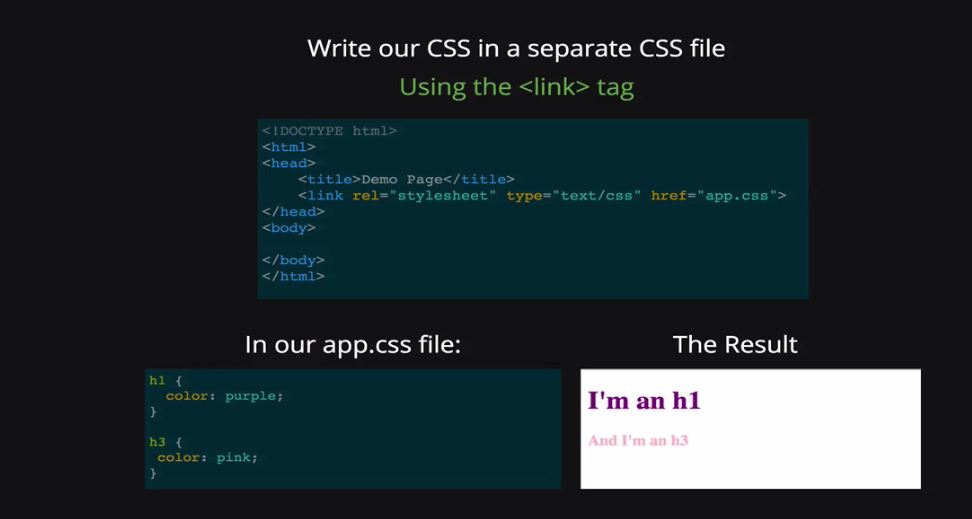 Write our CSS in a separate CSS file
Using the <link> tag
<!DOCTYPE html>
<html>
<head>
    <title>Demo Page</title>
    <link rel="stylesheet" type="text/css" href="app.css">
</head>
<body>

</body>
</html>
In our app.css file:
h1 {
  color: purple;
}

h3 {
 color: pink;
}
The Result
I'm an h1
And I'm an h3